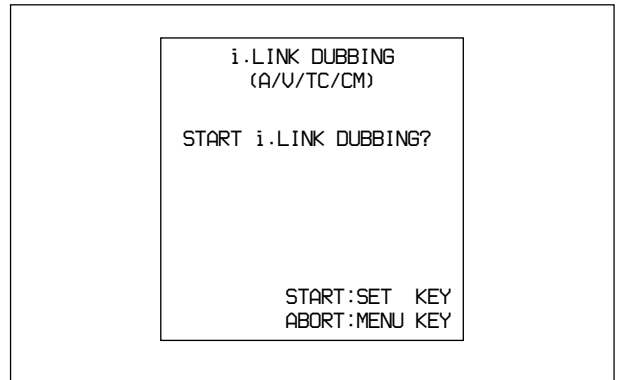 i.LINK DUBBING
(A/V/TC/CM)
START i.LINK DUBBING?
START:SET KEY
ABORT:MENU KEY